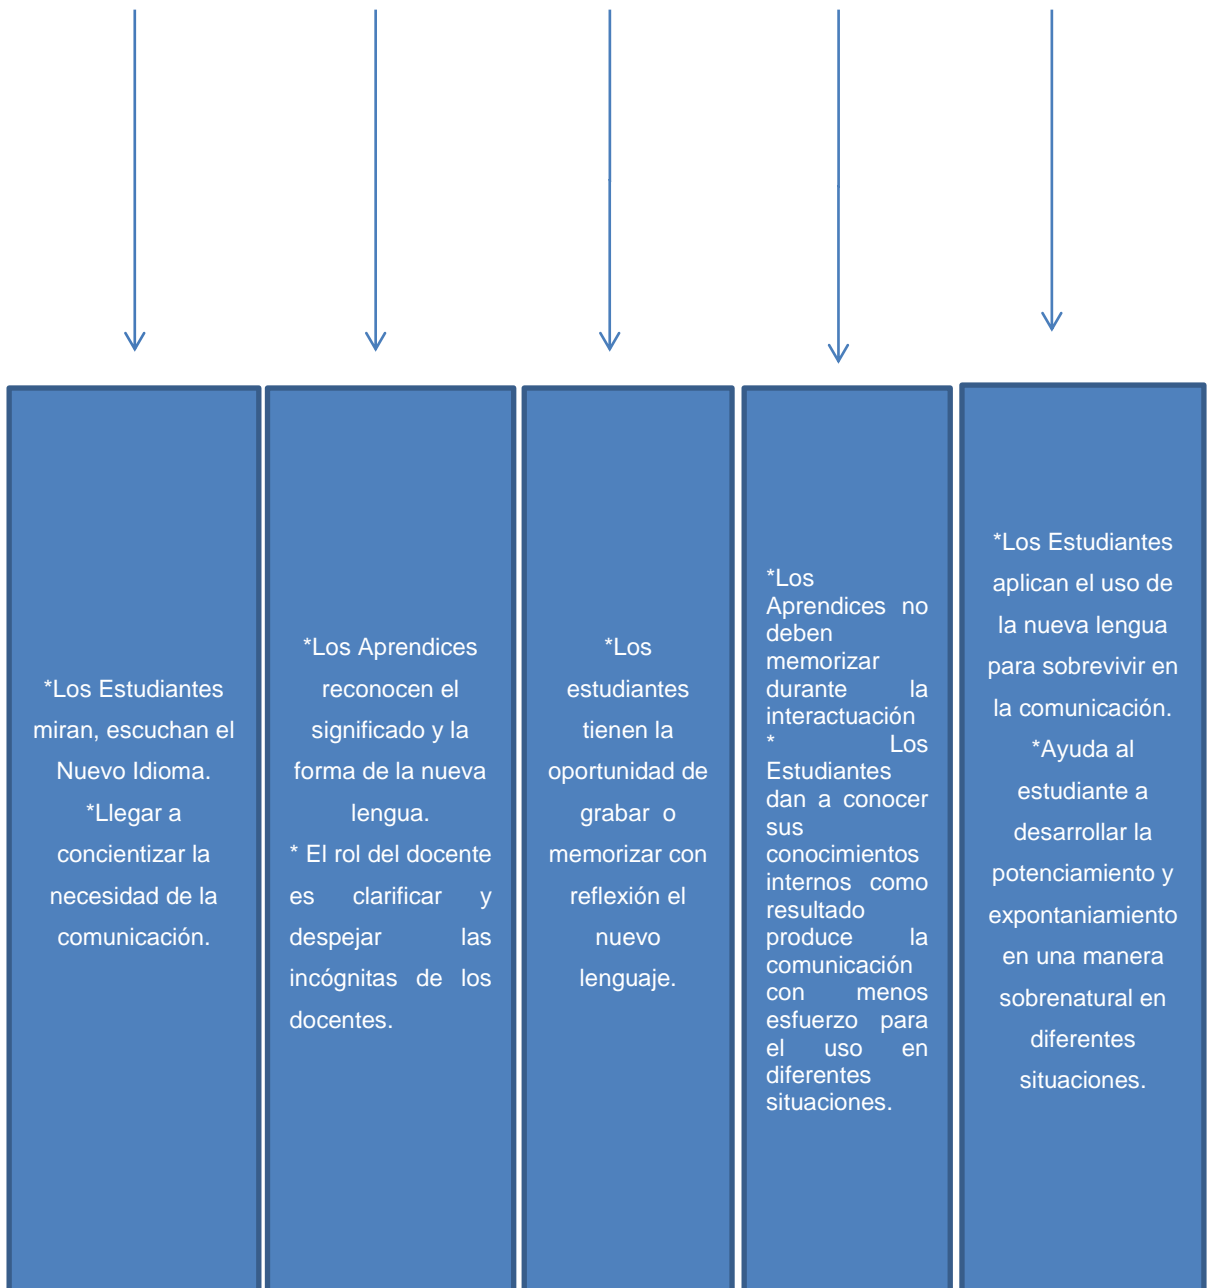 *Los Estudiantes
miran, escuchan el
Nuevo Idioma.
*Llegar a
concientizar la
necesidad de la
comunicación.
*Los Aprendices
reconocen el
significado y la
forma de la nueva
lengua.
* El rol del docente
es clarificar y
despejar las
incógnitas de los
docentes.
*Los
estudiantes
tienen la
oportunidad de
grabar o
memorizar con
reflexión el
nuevo
lenguaje.
*Los
Aprendices no
deben
memorizar
durante la
interactuación
* Los
Estudiantes
dan a conocer
sus
conocimientos
internos como
resultado
produce la
comunicación
con menos
esfuerzo para
el uso en
diferentes
situaciones.
*Los Estudiantes
aplican el uso de
la nueva lengua
para sobrevivir en
la comunicación.
*Ayuda al
estudiante a
desarrollar la
potenciamiento y
expontaniamiento
en una manera
sobrenatural en
diferentes
situaciones.